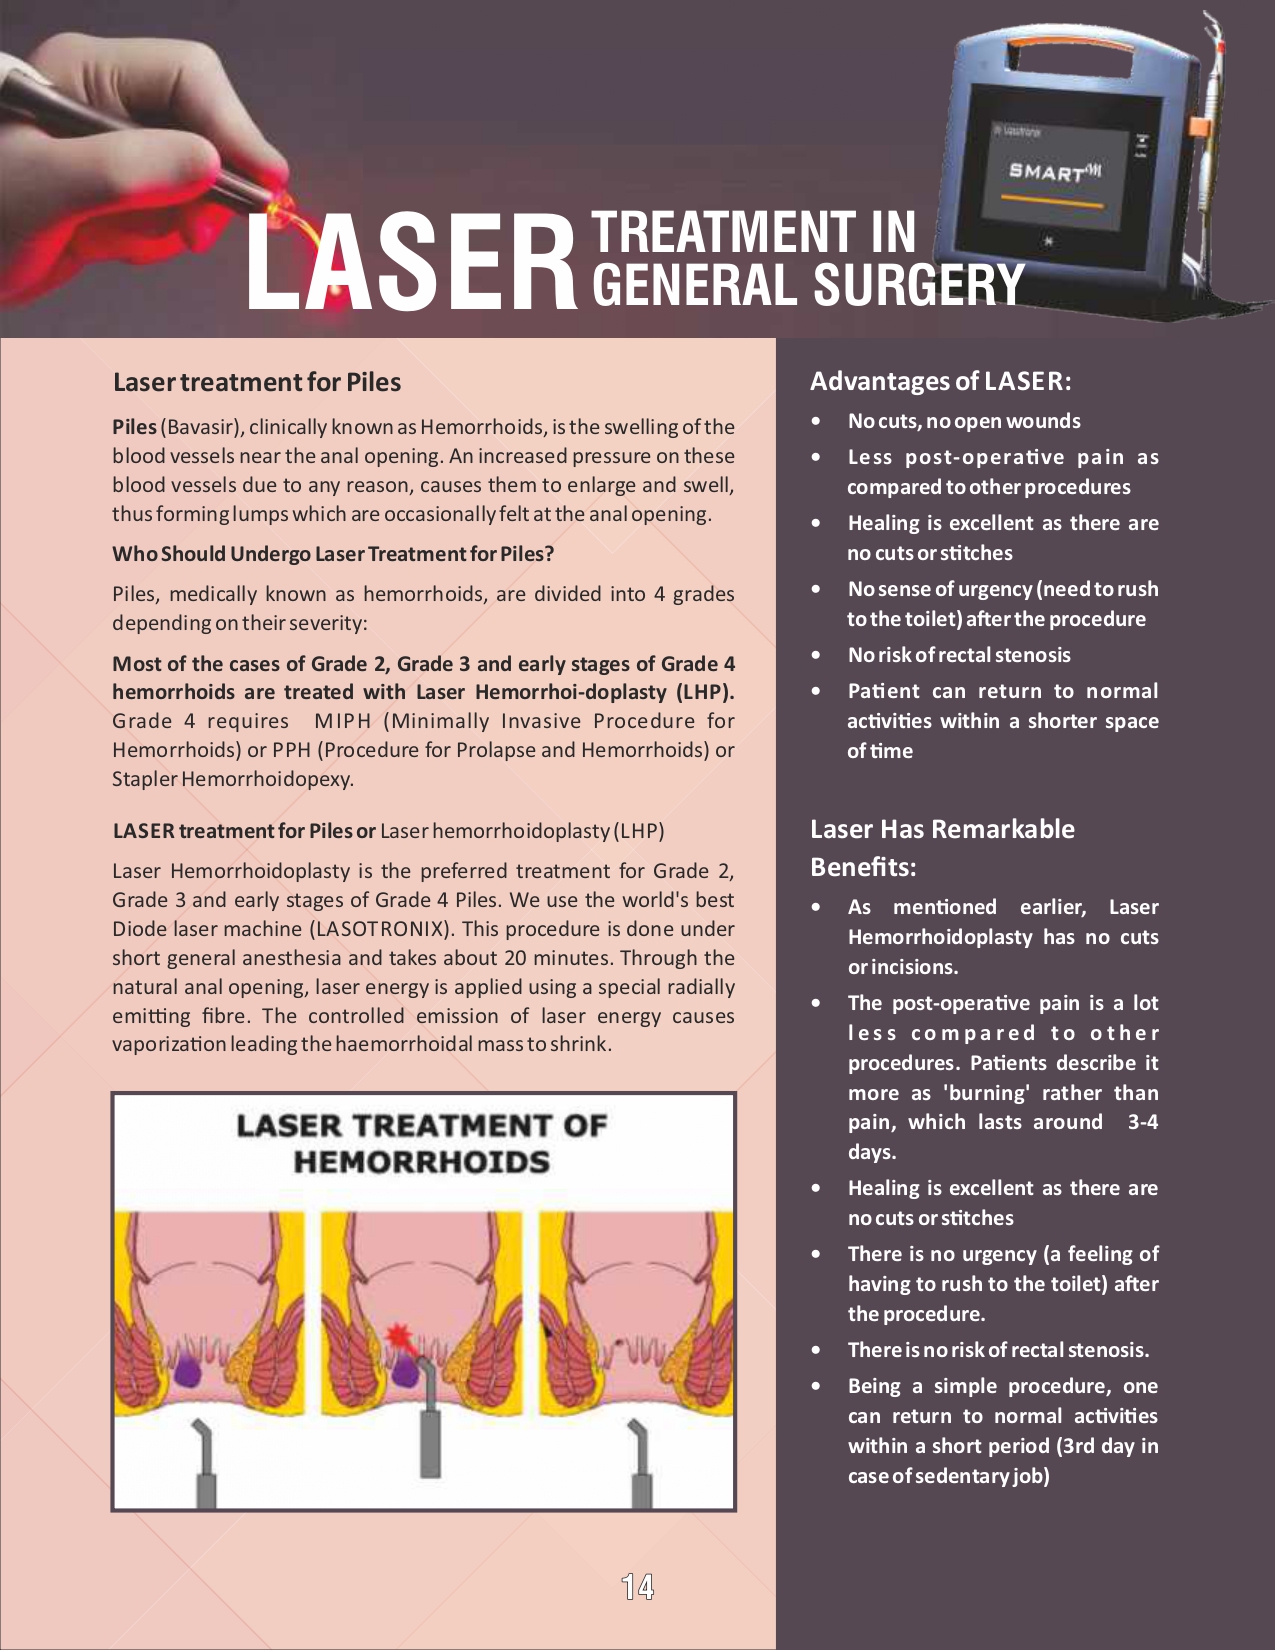 Lasotronix
SMARTM
LASER TREATMENT IN
GENERAL SURGERY
Laser treatment for Piles
Piles (Bavasir), clinically known as Hemorrhoids, is the swelling of the
blood vessels near the anal opening. An increased pressure on these
blood vessels due to any reason, causes them to enlarge and swell,
thus forming lumps which are occasionally felt at the anal opening.
Who Should Undergo Laser Treatment for Piles?
Piles, medically known as hemorrhoids, are divided into 4 grades
depending on their severity:
Most of the cases of Grade 2, Grade 3 and early stages of Grade 4
hemorrhoids are treated with Laser Hemorrhoi-doplasty (LHP).
Grade 4 requires MIPH (Minimally Invasive Procedure for
Hemorrhoids) or PPH (Procedure for Prolapse and Hemorrhoids) or
Stapler Hemorrhoidopexy.
LASER treatment for Piles or Laser hemorrhoidoplasty (LHP)
Laser Hemorrhoidoplasty is the preferred treatment for Grade 2,
Grade 3 and early stages of Grade 4 Piles. We use the world's best
Diode laser machine (LASOTRONIX). This procedure is done under
short general anesthesia and takes about 20 minutes. Through the
natural anal opening, laser energy is applied using a special radially
emitting fibre. The controlled emission of laser energy causes
vaporization leading the haemorrhoidal mass to shrink.
LASER TREATMENT OF
HEMORRHOIDS
Advantages of LASER:
• No cuts, no open wounds
• Less post-operative pain as
compared to other procedures
• Healing is excellent as there are
no cuts or stitches
• No sense of urgency (need to rush
to the toilet) after the procedure
• No risk of rectal stenosis
• Patient can return to normal
activities within a shorter space
of time
Laser Has Remarkable
Benefits:
• As mentioned earlier, Laser
Hemorrhoidoplasty has no cuts
or incisions.
• The post-operative pain is a lot
less compared to other
procedures. Patients describe it
more as 'burning' rather than
pain, which lasts around 3-4
days.
• Healing is excellent as there are
no cuts or stitches
• There is no urgency (a feeling of
having to rush to the toilet) after
the procedure.
• There is no risk of rectal stenosis.
• Being a simple procedure, one
can return to normal activities
within a short period (3rd day in
case of sedentary job)
14